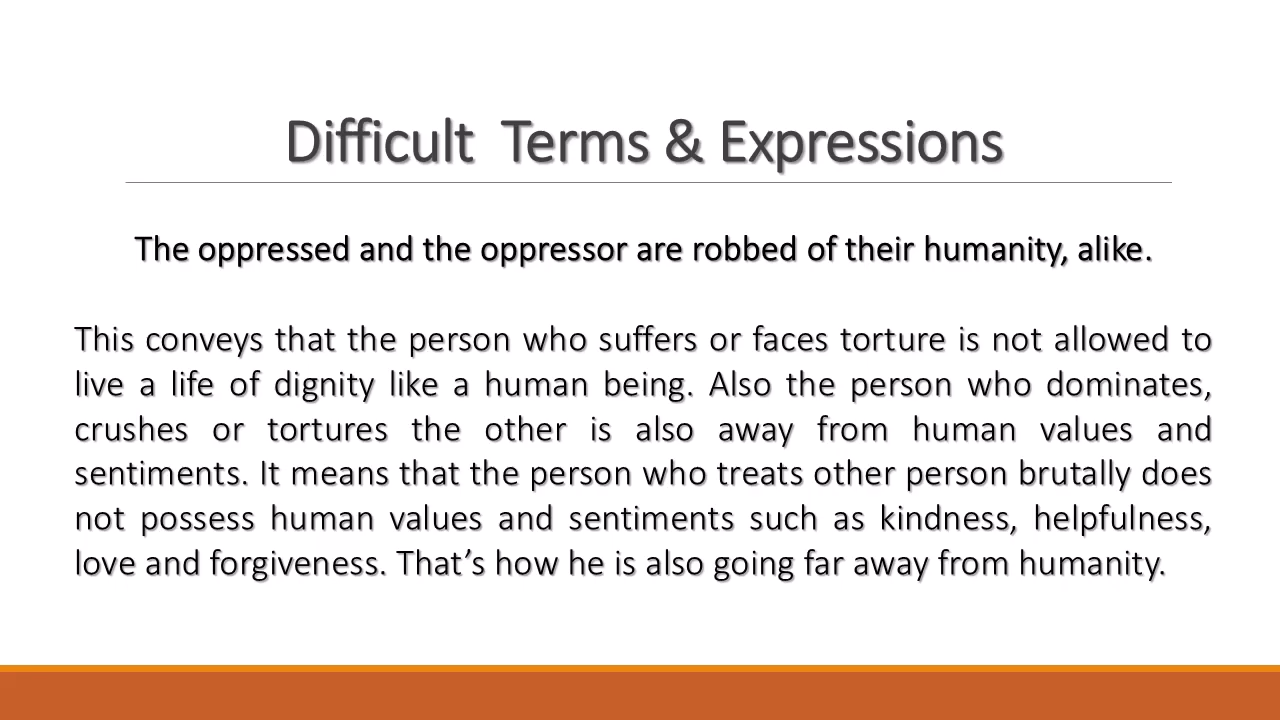 Difficult Terms & Expressions
The oppressed and the oppressor are robbed of their humanity, alike.
This conveys that the person who suffers or faces torture is not allowed to
live a life of dignity like a human being. Also the person who dominates,
crushes or tortures the other is also away from human values and
sentiments. It means that the person who treats other person brutally does
not possess human values and sentiments such as kindness, helpfulness,
love and forgiveness. That’s how he is also going far away from humanity.